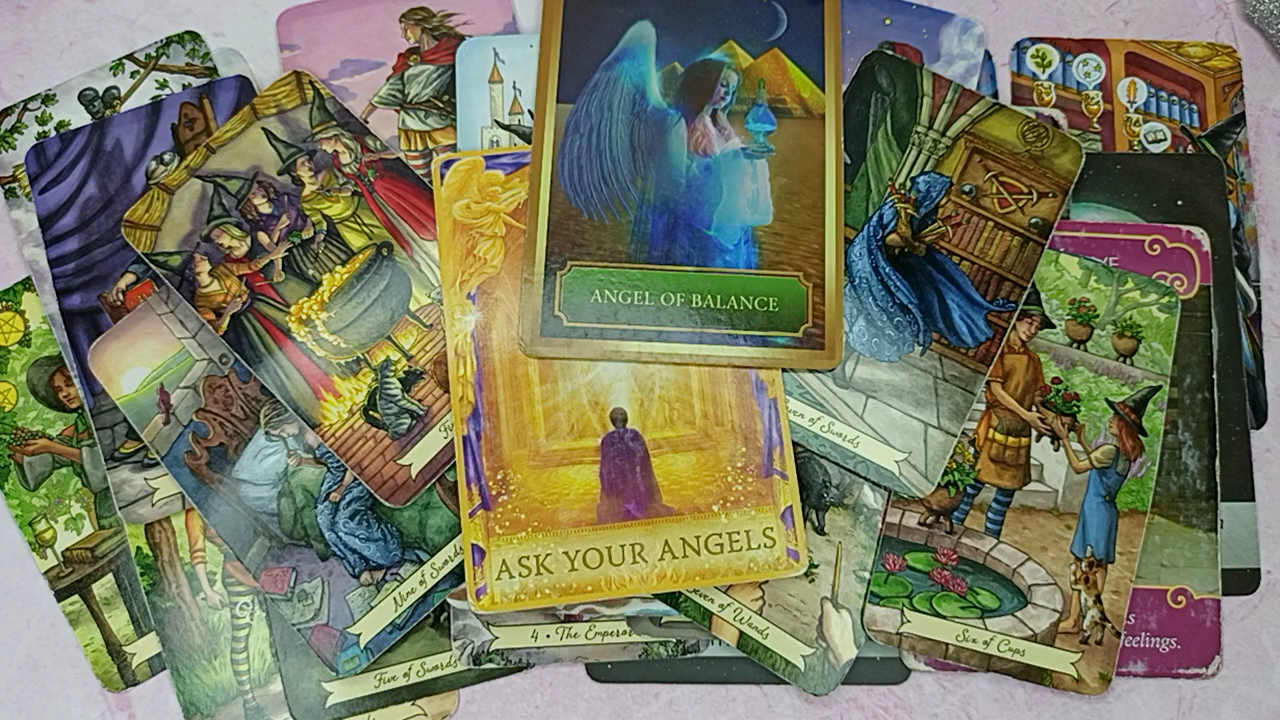 ANGEL OF BALANCE
ASK YOUR ANGELS
of Swords
Nine of Swords
Five of Swords
4 • The Emperor
Seven of Wands
Six of Cups
feelings.